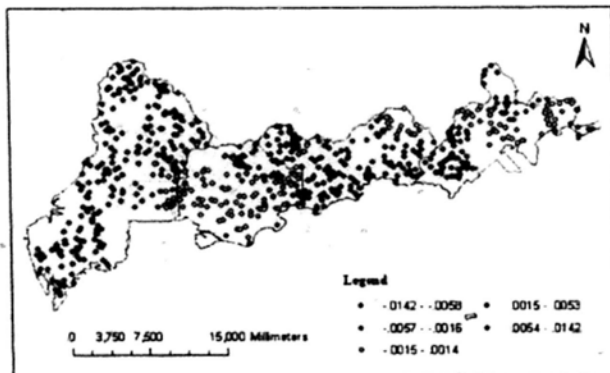 N
Legend
-.0142 - -.0058 .0015 - .0053
-.0057 - -.0016 .0054 - .0142
-.0015 - .0014
0 3,750 7,500 15,000 Millimeters